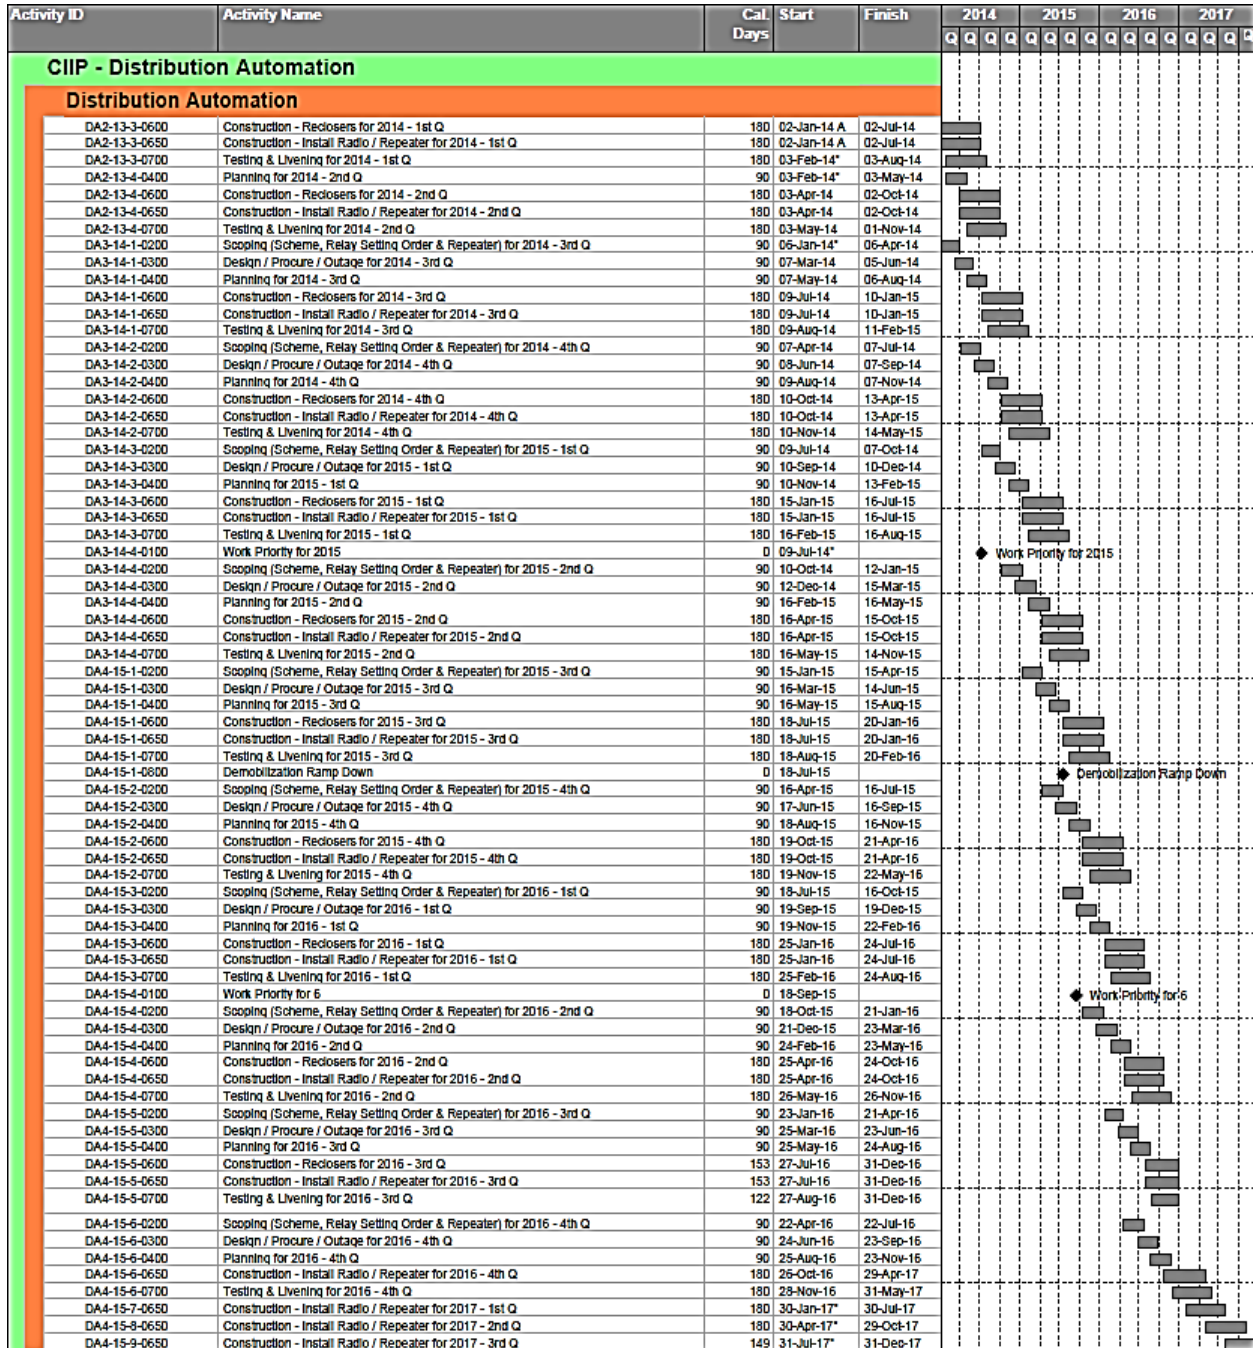 Activity ID Activity Name Cal. Days Start Finish 2014 2015 2016 2017
Q Q Q Q Q Q Q Q Q Q Q Q Q Q Q Q
CIIP - Distribution Automation
Distribution Automation
DA2-13-3-0600 Construction - Reclosers for 2014 - 1st Q 180 02-Jan-14 A 02-Jul-14
DA2-13-3-0650 Construction - Install Radio / Repeater for 2014 - 1st Q 180 02-Jan-14 A 02-Jul-14
DA2-13-3-0700 Testing & Livening for 2014 - 1st Q 180 03-Feb-14* 03-Aug-14
DA2-13-4-0400 Planning for 2014 - 2nd Q 90 03-Feb-14* 03-May-14
DA2-13-4-0600 Construction - Reclosers for 2014 - 2nd Q 180 03-Apr-14 02-Oct-14
DA2-13-4-0650 Construction - Install Radio / Repeater for 2014 - 2nd Q 180 03-Apr-14 02-Oct-14
DA2-13-4-0700 Testing & Livening for 2014 - 2nd Q 180 03-May-14 01-Nov-14
DA3-14-1-0200 Scoping (Scheme, Relay Setting Order & Repeater) for 2014 - 3rd Q 90 06-Jan-14* 06-Apr-14
DA3-14-1-0300 Design / Procure / Outage for 2014 - 3rd Q 90 07-Mar-14 05-Jun-14
DA3-14-1-0400 Planning for 2014 - 3rd Q 90 07-May-14 06-Aug-14
DA3-14-1-0600 Construction - Reclosers for 2014 - 3rd Q 180 09-Jul-14 10-Jan-15
DA3-14-1-0650 Construction - Install Radio / Repeater for 2014 - 3rd Q 180 09-Jul-14 10-Jan-15
DA3-14-1-0700 Testing & Livening for 2014 - 3rd Q 180 09-Aug-14 11-Feb-15
DA3-14-2-0200 Scoping (Scheme, Relay Setting Order & Repeater) for 2014 - 4th Q 90 07-Apr-14 07-Jul-14
DA3-14-2-0300 Design / Procure / Outage for 2014 - 4th Q 90 08-Jun-14 07-Sep-14
DA3-14-2-0400 Planning for 2014 - 4th Q 90 09-Aug-14 07-Nov-14
DA3-14-2-0600 Construction - Reclosers for 2014 - 4th Q 180 10-Oct-14 13-Apr-15
DA3-14-2-0650 Construction - Install Radio / Repeater for 2014 - 4th Q 180 10-Oct-14 13-Apr-15
DA3-14-2-0700 Testing & Livening for 2014 - 4th Q 180 10-Nov-14 14-May-15
DA3-14-3-0200 Scoping (Scheme, Relay Setting Order & Repeater) for 2015 - 1st Q 90 09-Jul-14 07-Oct-14
DA3-14-3-0300 Design / Procure / Outage for 2015 - 1st Q 90 10-Sep-14 10-Dec-14
DA3-14-3-0400 Planning for 2015 - 1st Q 90 10-Nov-14 13-Feb-15
DA3-14-3-0600 Construction - Reclosers for 2015 - 1st Q 180 15-Jan-15 16-Jul-15
DA3-14-3-0650 Construction - Install Radio / Repeater for 2015 - 1st Q 180 15-Jan-15 16-Jul-15
DA3-14-3-0700 Testing & Livening for 2015 - 1st Q 180 16-Feb-15 16-Aug-15
DA3-14-4-0100 Work Priority for 2015 0 09-Jul-14* Work Priority for 2015
DA3-14-4-0200 Scoping (Scheme, Relay Setting Order & Repeater) for 2015 - 2nd Q 90 10-Oct-14 12-Jan-15
DA3-14-4-0300 Design / Procure / Outage for 2015 - 2nd Q 90 12-Dec-14 15-Mar-15
DA3-14-4-0400 Planning for 2015 - 2nd Q 90 16-Feb-15 16-May-15
DA3-14-4-0600 Construction - Reclosers for 2015 - 2nd Q 180 16-Apr-15 15-Oct-15
DA3-14-4-0650 Construction - Install Radio / Repeater for 2015 - 2nd Q 180 16-Apr-15 15-Oct-15
DA3-14-4-0700 Testing & Livening for 2015 - 2nd Q 180 16-May-15 14-Nov-15
DA4-15-1-0200 Scoping (Scheme, Relay Setting Order & Repeater) for 2015 - 3rd Q 90 15-Jan-15 15-Apr-15
DA4-15-1-0300 Design / Procure / Outage for 2015 - 3rd Q 90 16-Mar-15 14-Jun-15
DA4-15-1-0400 Planning for 2015 - 3rd Q 90 16-May-15 15-Aug-15
DA4-15-1-0600 Construction - Reclosers for 2015 - 3rd Q 180 18-Jul-15 20-Jan-16
DA4-15-1-0650 Construction - Install Radio / Repeater for 2015 - 3rd Q 180 18-Jul-15 20-Jan-16
DA4-15-1-0700 Testing & Livening for 2015 - 3rd Q 180 18-Aug-15 20-Feb-16
DA4-15-1-0800 Demobilization Ramp Down 0 18-Jul-15 Demobilization Ramp Down
DA4-15-2-0200 Scoping (Scheme, Relay Setting Order & Repeater) for 2015 - 4th Q 90 16-Apr-15 16-Jul-15
DA4-15-2-0300 Design / Procure / Outage for 2015 - 4th Q 90 17-Jun-15 16-Sep-15
DA4-15-2-0400 Planning for 2015 - 4th Q 90 18-Aug-15 16-Nov-15
DA4-15-2-0600 Construction - Reclosers for 2015 - 4th Q 180 19-Oct-15 21-Apr-16
DA4-15-2-0650 Construction - Install Radio / Repeater for 2015 - 4th Q 180 19-Oct-15 21-Apr-16
DA4-15-2-0700 Testing & Livening for 2015 - 4th Q 180 19-Nov-15 22-May-16
DA4-15-3-0200 Scoping (Scheme, Relay Setting Order & Repeater) for 2016 - 1st Q 90 18-Jul-15 16-Oct-15
DA4-15-3-0300 Design / Procure / Outage for 2016 - 1st Q 90 19-Sep-15 19-Dec-15
DA4-15-3-0400 Planning for 2016 - 1st Q 90 19-Nov-15 22-Feb-16
DA4-15-3-0600 Construction - Reclosers for 2016 - 1st Q 180 25-Jan-16 24-Jul-16
DA4-15-3-0650 Construction - Install Radio / Repeater for 2016 - 1st Q 180 25-Jan-16 24-Jul-16
DA4-15-3-0700 Testing & Livening for 2016 - 1st Q 180 25-Feb-16 24-Aug-16
DA4-15-4-0100 Work Priority for 6 0 18-Sep-15 Work Priority for 6
DA4-15-4-0200 Scoping (Scheme, Relay Setting Order & Repeater) for 2016 - 2nd Q 90 18-Oct-15 21-Jan-16
DA4-15-4-0300 Design / Procure / Outage for 2016 - 2nd Q 90 21-Dec-15 23-Mar-16
DA4-15-4-0400 Planning for 2016 - 2nd Q 90 24-Feb-16 23-May-16
DA4-15-4-0600 Construction - Reclosers for 2016 - 2nd Q 180 25-Apr-16 24-Oct-16
DA4-15-4-0650 Construction - Install Radio / Repeater for 2016 - 2nd Q 180 25-Apr-16 24-Oct-16
DA4-15-4-0700 Testing & Livening for 2016 - 2nd Q 180 26-May-16 26-Nov-16
DA4-15-5-0200 Scoping (Scheme, Relay Setting Order & Repeater) for 2016 - 3rd Q 90 23-Jan-16 21-Apr-16
DA4-15-5-0300 Design / Procure / Outage for 2016 - 3rd Q 90 25-Mar-16 23-Jun-16
DA4-15-5-0400 Planning for 2016 - 3rd Q 90 25-May-16 24-Aug-16
DA4-15-5-0600 Construction - Reclosers for 2016 - 3rd Q 153 27-Jul-16 31-Dec-16
DA4-15-5-0650 Construction - Install Radio / Repeater for 2016 - 3rd Q 153 27-Jul-16 31-Dec-16
DA4-15-5-0700 Testing & Livening for 2016 - 3rd Q 122 27-Aug-16 31-Dec-16
DA4-15-6-0200 Scoping (Scheme, Relay Setting Order & Repeater) for 2016 - 4th Q 90 22-Apr-16 22-Jul-16
DA4-15-6-0300 Design / Procure / Outage for 2016 - 4th Q 90 24-Jun-16 23-Sep-16
DA4-15-6-0400 Planning for 2016 - 4th Q 90 25-Aug-16 23-Nov-16
DA4-15-6-0650 Construction - Install Radio / Repeater for 2016 - 4th Q 180 26-Oct-16 29-Apr-17
DA4-15-6-0700 Testing & Livening for 2016 - 4th Q 180 28-Nov-16 31-May-17
DA4-15-7-0650 Construction - Install Radio / Repeater for 2017 - 1st Q 180 30-Jan-17* 30-Jul-17
DA4-15-8-0650 Construction - Install Radio / Repeater for 2017 - 2nd Q 180 30-Apr-17* 29-Oct-17
DA4-15-9-0650 Construction - Install Radio / Repeater for 2017 - 3rd Q 149 31-Jul-17* 31-Dec-17